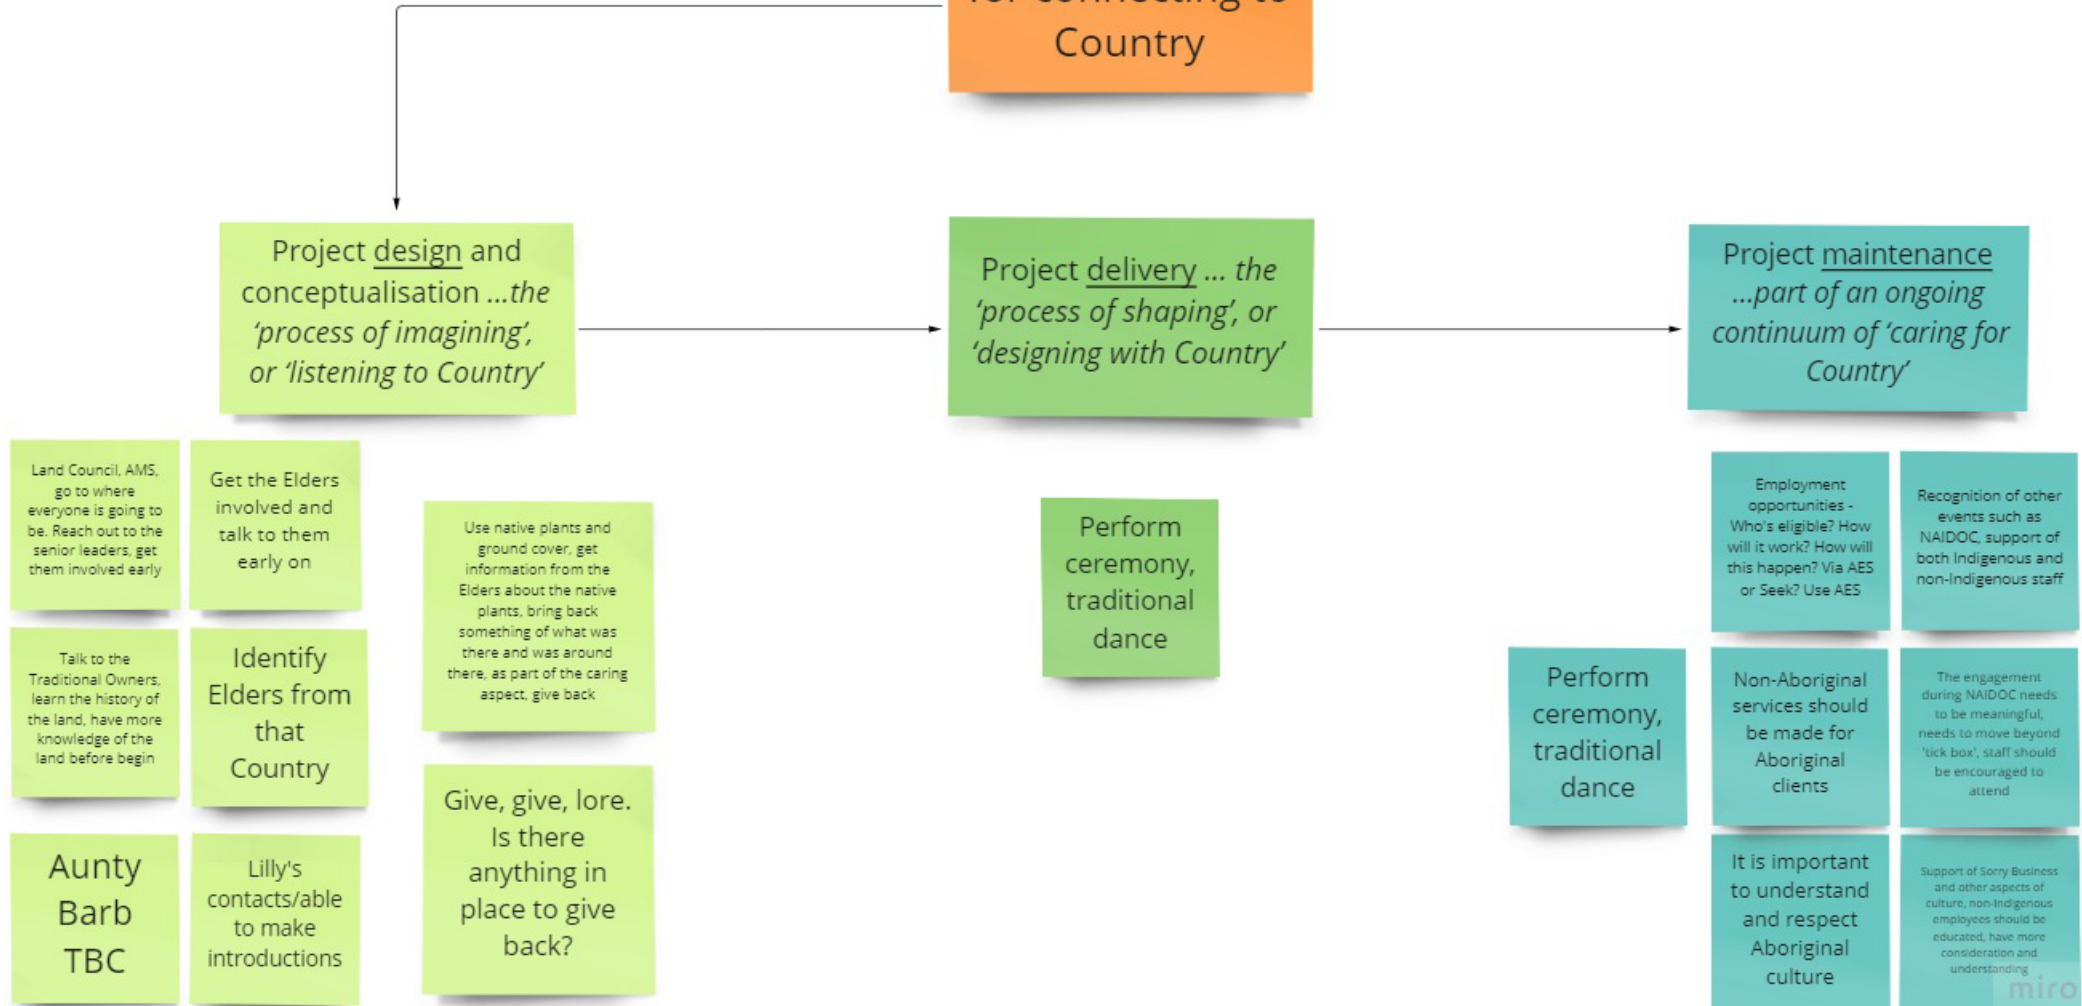 for connecting to
Country
Project design and
conceptualisation ...the
‘process of imagining’,
or ‘listening to Country’
Project delivery ... the
‘process of shaping’, or
‘designing with Country’
Project maintenance
...part of an ongoing
continuum of ‘caring for
Country’
Land Council, AMS,
go to where
everyone is going to
be. Reach out to the
senior leaders, get
them involved early
Get the Elders
involved and
talk to them
early on
Talk to the
Traditional Owners,
learn the history of
the land, have more
knowledge of the
land before begin
Identify
Elders from
that
Country
Aunty
Barb
TBC
Lilly's
contacts/able
to make
introductions
Use native plants and
ground cover, get
information from the
Elders about the native
plants, bring back
something of what was
there and was around
there, as part of the caring
aspect, give back
Give, give, lore.
Is there
anything in
place to give
back?
Perform
ceremony,
traditional
dance
Perform
ceremony,
traditional
dance
Employment
opportunities -
Who's eligible? How
will it work? How will
this happen? Via AES
or Seek? Use AES
Recognition of other
events such as
NAIDOC, support of
both Indigenous and
non-Indigenous staff
Non-Aboriginal
services should
be made for
Aboriginal
clients
The engagement
during NAIDOC needs
to be meaningful,
needs to move beyond
'tick box', staff should
be encouraged to
attend
It is important
to understand
and respect
Aboriginal
culture
Support of Sorry Business
and other aspects of
culture, non-Indigenous
employees should be
educated, have more
consideration and
understanding
miro